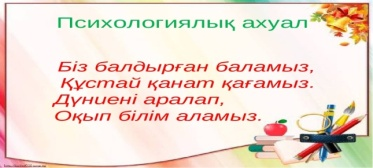 Психологиялық ахуал
Біз балдырған баламыз,
Құстай қанат қағамыз.
Дүниені аралап,
Оқып білім аламыз.